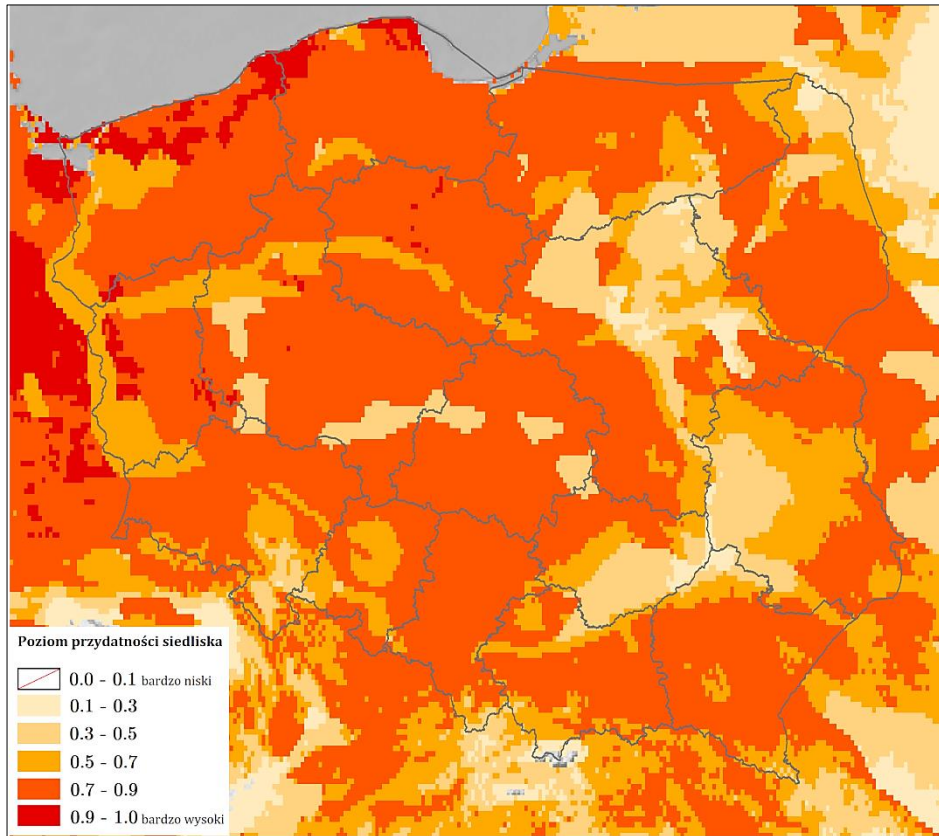 Poziom przydatności siedliska
0.0 - 0.1 bardzo niski
0.1 - 0.3
0.3 - 0.5
0.5 - 0.7
0.7 - 0.9
0.9 - 1.0 bardzo wysoki